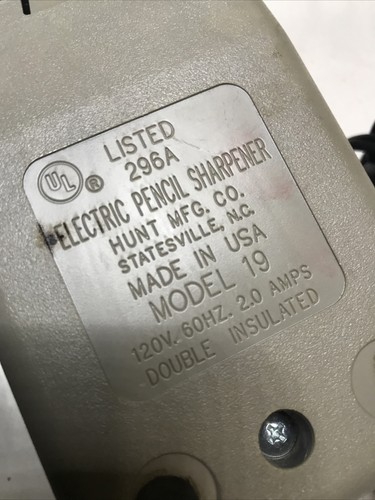 LISTED
296A
UL ®
ELECTRIC PENCIL SHARPENER
HUNT MFG. CO.
STATESVILLE, N.C.
MADE IN USA
MODEL 19
120V. 60HZ. 2.0 AMPS
DOUBLE INSULATED